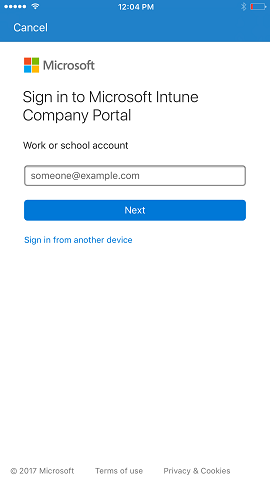 12:04 PM
Cancel
Microsoft
Sign in to Microsoft Intune
Company Portal
Work or school account
someone@example.com
Next
Sign in from another device
© 2017 Microsoft Terms of use Privacy & Cookies